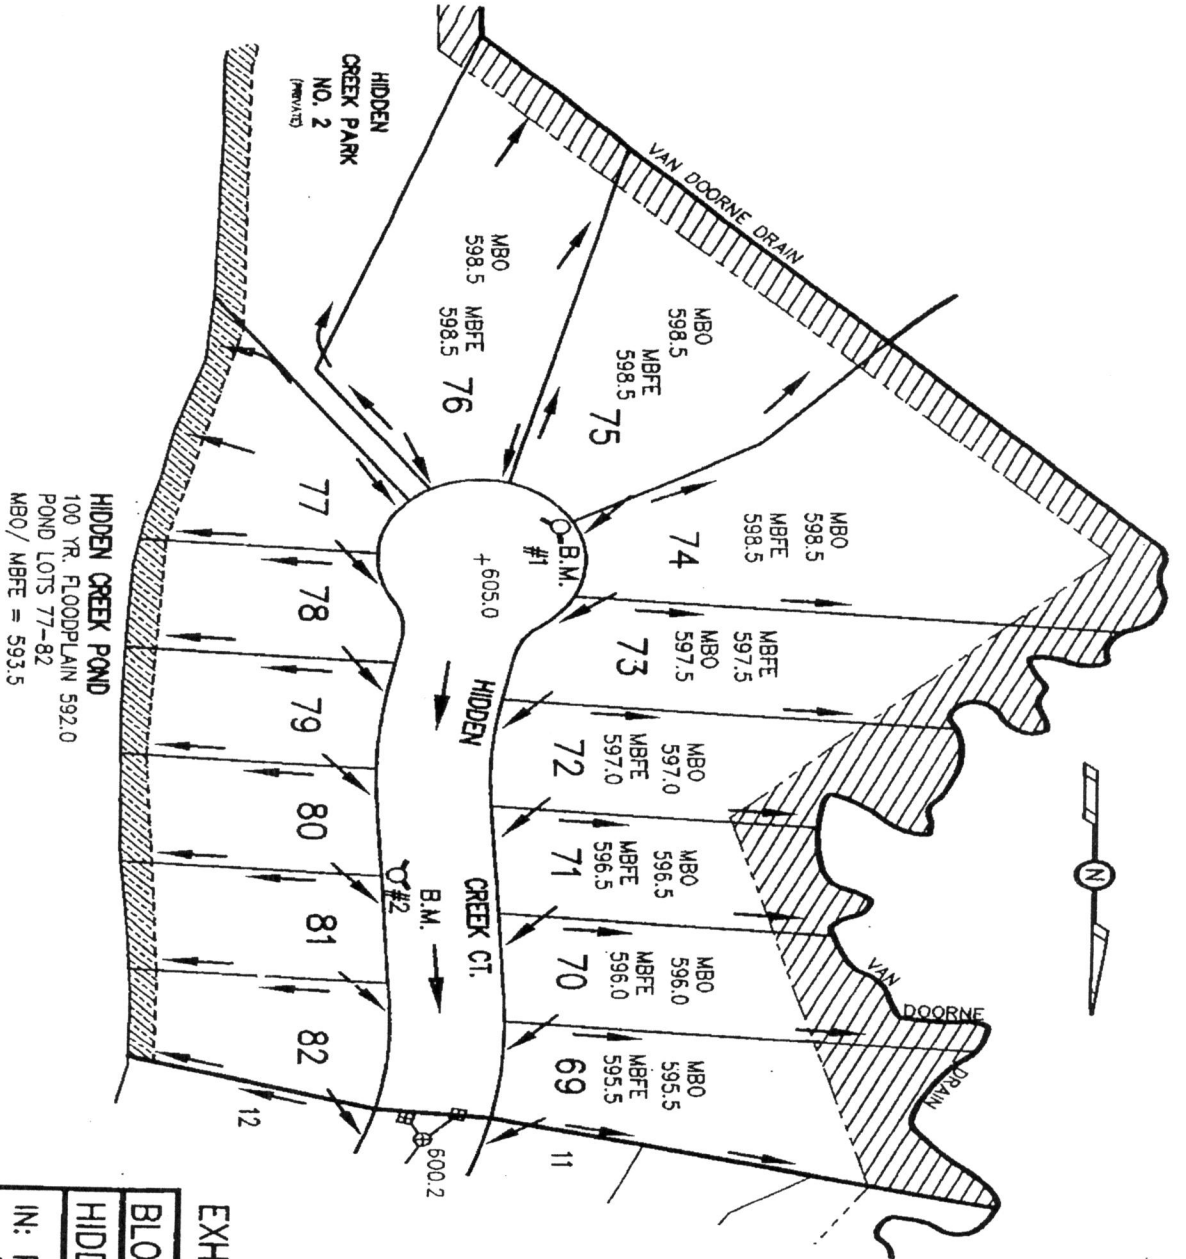 HIDDEN
CREEK PARK
NO. 2
(PRIVATE)
VAN DOORNE DRAIN
MBO
598.5
MBFE
598.5
76
MBO
598.5
MBFE
598.5
75
MBO
598.5
MBFE
598.5
74
MBFE
597.5
MBO
597.5
73
MBO
597.0
MBFE
597.0
72
MBO
596.5
MBFE
596.5
71
MBO
596.0
MBFE
596.0
70
MBO
595.5
MBFE
595.5
69
B.M.
#1
605.0
HIDDEN
CREEK CT.
B.M.
#2
77
78
79
80
81
82
12
11
600.2
VAN
DOORNE
DRAIN
N
HIDDEN CREEK POND
100 YR. FLOODPLAIN 592.0
POND LOTS 77-82
MBO/ MBFE = 593.5
EXH
BLO
HIDD
IN: